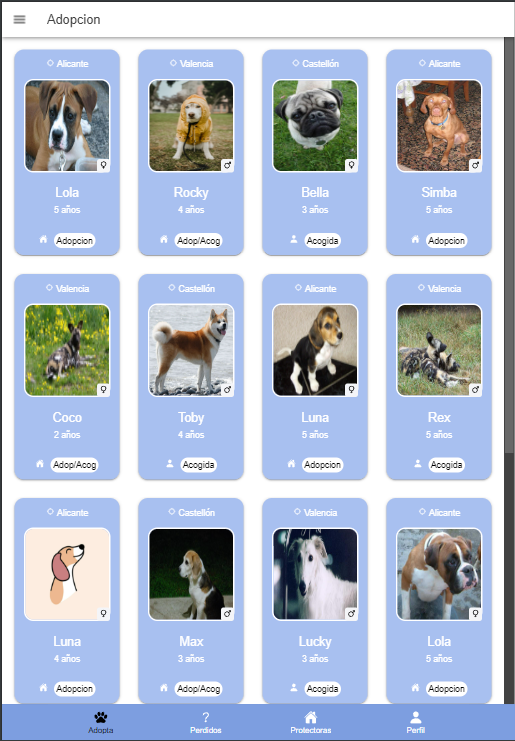 Adopcion
Alicante
Valencia
Castellón
Alicante
Lola
Rocky
Bella
Simba
5 años
4 años
3 años
5 años
Adopcion
Adop/Acog
Acogida
Adopcion
Valencia
Castellón
Alicante
Valencia
Coco
Toby
Luna
Rex
2 años
4 años
5 años
5 años
Adop/Acog
Acogida
Adopcion
Acogida
Alicante
Castellón
Valencia
Alicante
Luna
Max
Lucky
Lola
4 años
3 años
3 años
5 años
Adopcion
Adop/Acog
Acogida
Adopcion
Adopta
Perdidos
Protectoras
Perfil